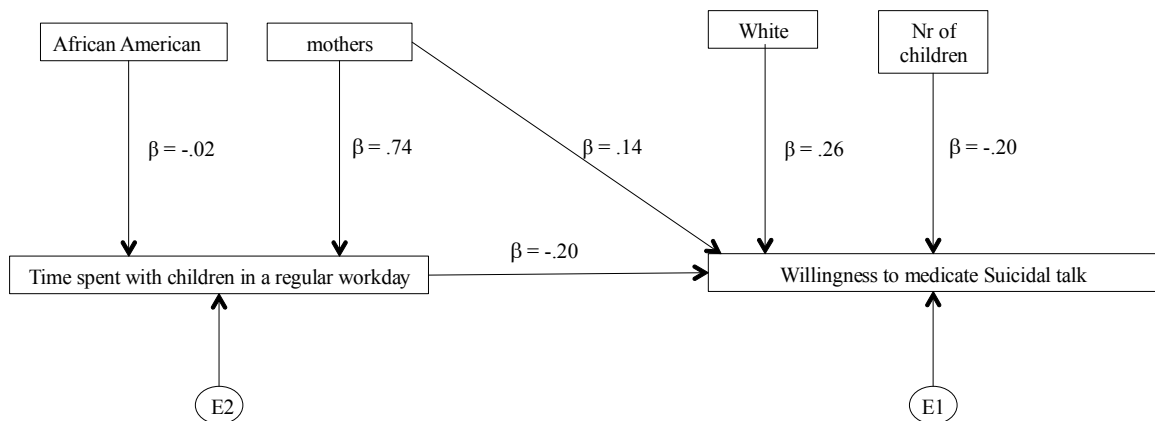 African American
mothers
White
Nr of
children
β = -.02
β = .74
β = .14
β = .26
β = -.20
β = -.20
Time spent with children in a regular workday
Willingness to medicate Suicidal talk
E2
E1